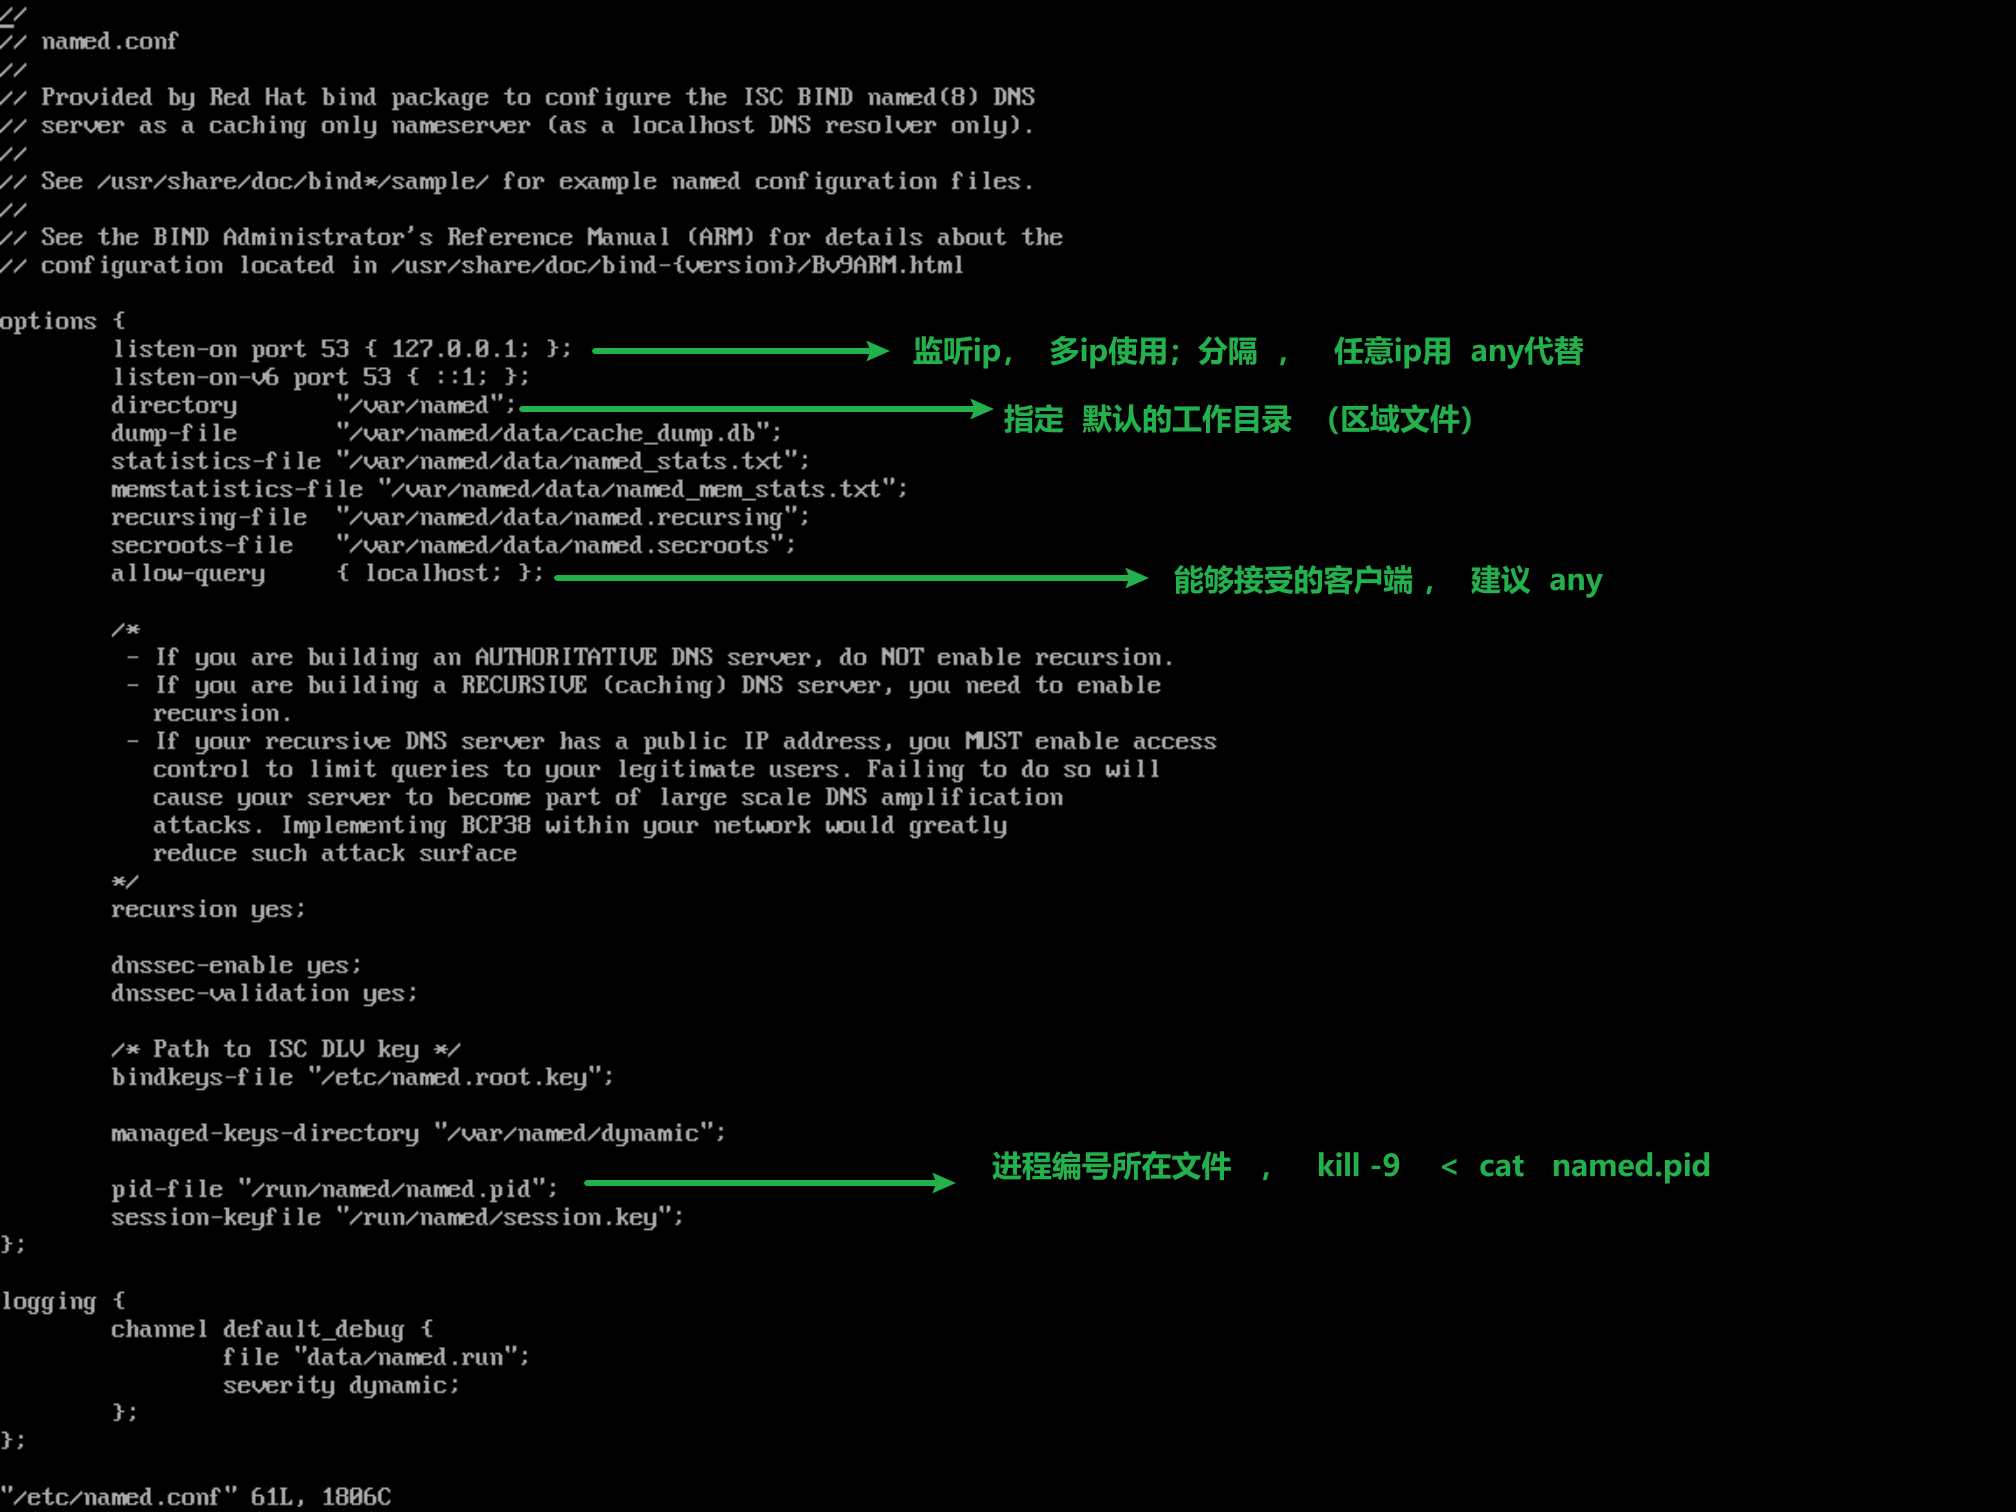 //
// named.conf
//
// Provided by Red Hat bind package to configure the ISC BIND named(8) DNS
// server as a caching only nameserver (as a localhost DNS resolver only).
//
// See /usr/share/doc/bind*/sample/ for example named configuration files.
//
// See the BIND Administrator's Reference Manual (ARM) for details about the
// configuration located in /usr/share/doc/bind-{version}/Bv9ARM.html
options {
listen-on port 53 { 127.0.0.1; }; 监听ip， 多ip使用；分隔 ， 任意ip用 any代替
listen-on-v6 port 53 { ::1; };
directory "/var/named"; 指定 默认的工作目录 （区域文件）
dump-file "/var/named/data/cache_dump.db";
statistics-file "/var/named/data/named_stats.txt";
memstatistics-file "/var/named/data/named_mem_stats.txt";
recursing-file "/var/named/data/named.recursing";
secroots-file "/var/named/data/named.secroots";
allow-query { localhost; }; 能够接受的客户端， 建议 any
/*
- If you are building an AUTHORITATIVE DNS server, do NOT enable recursion.
- If you are building a RECURSIVE (caching) DNS server, you need to enable
recursion.
- If your recursive DNS server has a public IP address, you MUST enable access
control to limit queries to your legitimate users. Failing to do so will
cause your server to become part of large scale DNS amplification
attacks. Implementing BCP38 within your network would greatly
reduce such attack surface
*/
recursion yes;
dnssec-enable yes;
dnssec-validation yes;
/* Path to ISC DLV key */
bindkeys-file "/etc/named.root.key";
managed-keys-directory "/var/named/dynamic";
进程编号所在文件 ， kill -9 < cat named.pid
pid-file "/run/named/named.pid";
session-keyfile "/run/named/session.key";
};
logging {
channel default_debug {
file "data/named.run";
severity dynamic;
};
};
"/etc/named.conf" 61L, 1806C